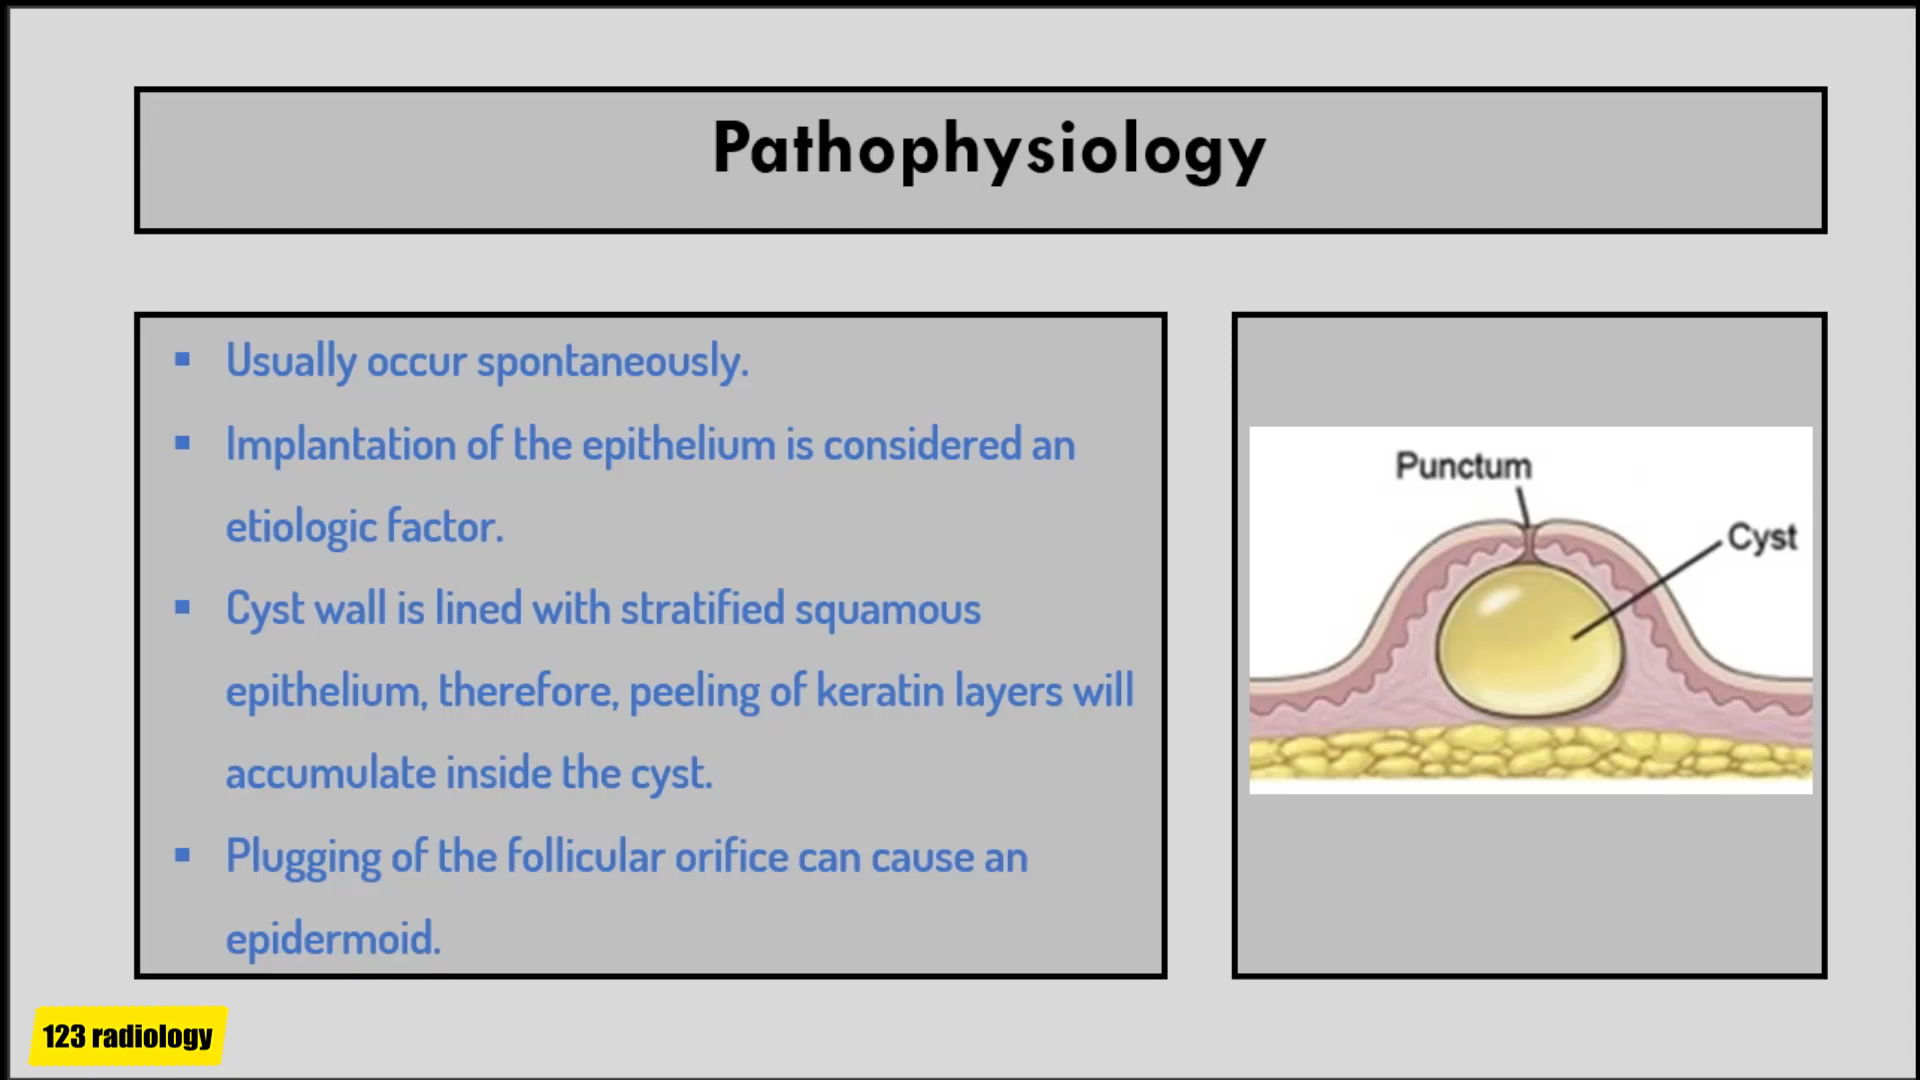 Pathophysiology
▪ Usually occur spontaneously.
▪ Implantation of the epithelium is considered an
etiologic factor.
▪ Cyst wall is lined with stratified squamous
epithelium, therefore, peeling of keratin layers will
accumulate inside the cyst.
▪ Plugging of the follicular orifice can cause an
epidermoid.
Punctum
Cyst
123 radiology